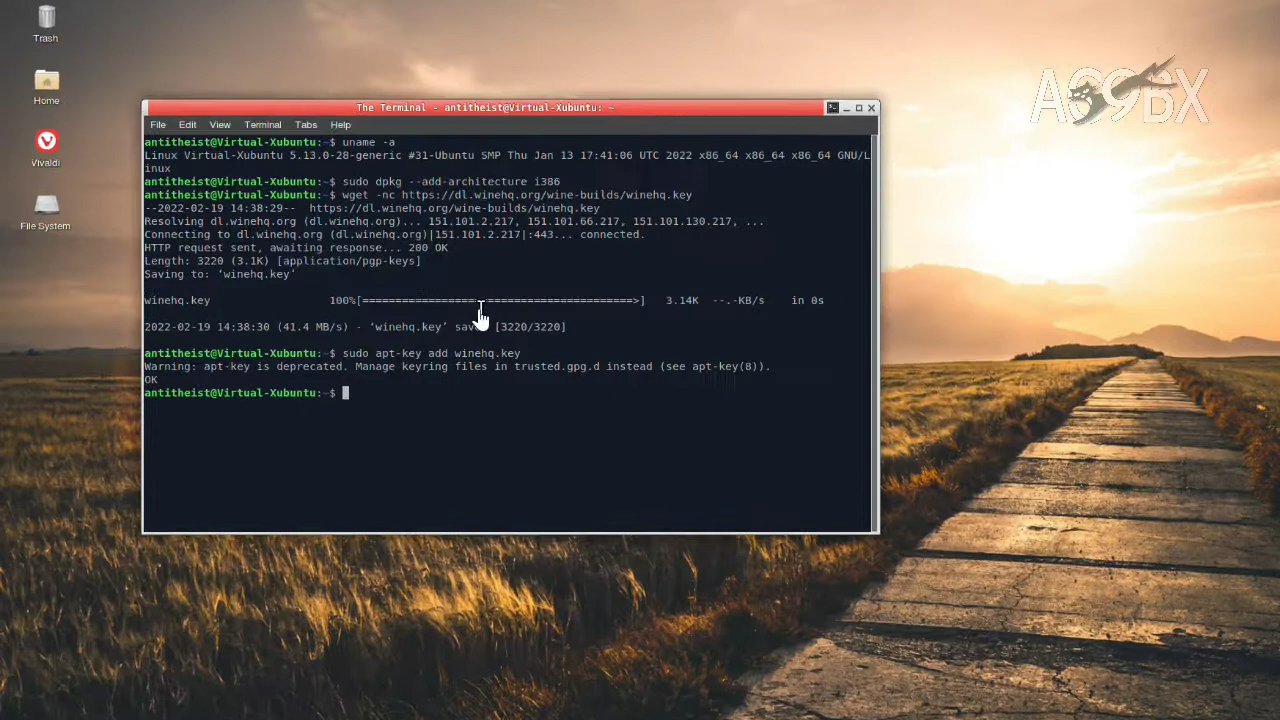 Trash
Home
Vivaldi
File System
A89BX
The Terminal - antitheist@Virtual-Xubuntu: ~
File Edit View Terminal Tabs Help
antitheist@Virtual-Xubuntu:~$ uname -a
Linux Virtual-Xubuntu 5.13.0-28-generic #31-Ubuntu SMP Thu Jan 13 17:41:06 UTC 2022 x86_64 x86_64 x86_64 GNU/L
inux
antitheist@Virtual-Xubuntu:~$ sudo dpkg --add-architecture i386
antitheist@Virtual-Xubuntu:~$ wget -nc https://dl.winehq.org/wine-builds/winehq.key
--2022-02-19 14:38:29--  https://dl.winehq.org/wine-builds/winehq.key
Resolving dl.winehq.org (dl.winehq.org)... 151.101.2.217, 151.101.66.217, 151.101.130.217, ...
Connecting to dl.winehq.org (dl.winehq.org)|151.101.2.217|:443... connected.
HTTP request sent, awaiting response... 200 OK
Length: 3220 (3.1K) [application/pgp-keys]
Saving to: ‘winehq.key’
winehq.key 100%[=========================================>] 3.14K --.-KB/s in 0s
2022-02-19 14:38:30 (41.4 MB/s) - ‘winehq.key’ [3220/3220]
antitheist@Virtual-Xubuntu:~$ sudo apt-key add winehq.key
Warning: apt-key is deprecated. Manage keyring files in trusted.gpg.d instead (see apt-key(8)).
OK
antitheist@Virtual-Xubuntu:~$